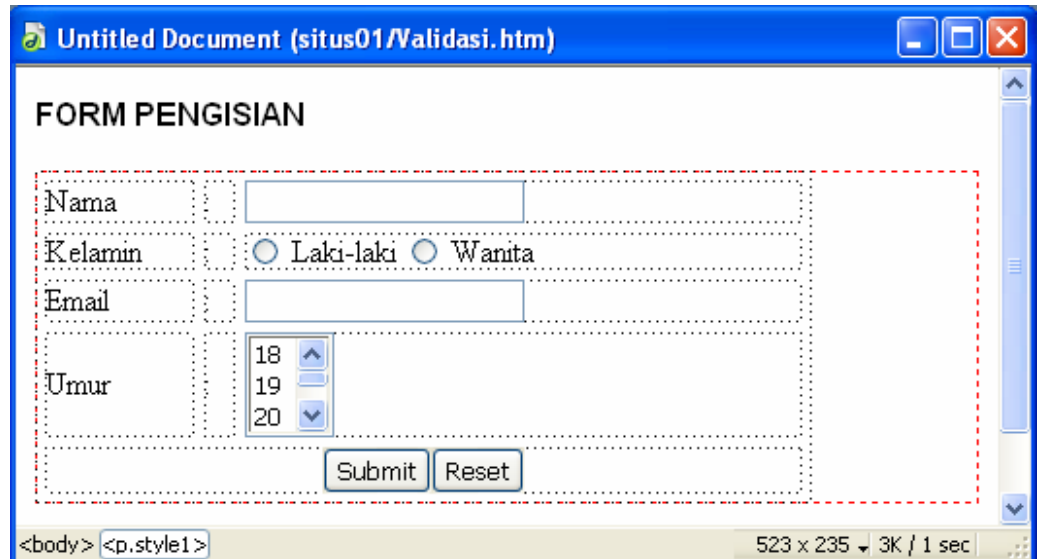 Untitled Document (situs01/Validasi.htm)
FORM PENGISIAN
Nama :
Kelamin : Laki-laki Wanita
Email :
Umur : 18
19
20
Submit Reset
<body> <p.style1> 523 x 235 3K / 1 sec